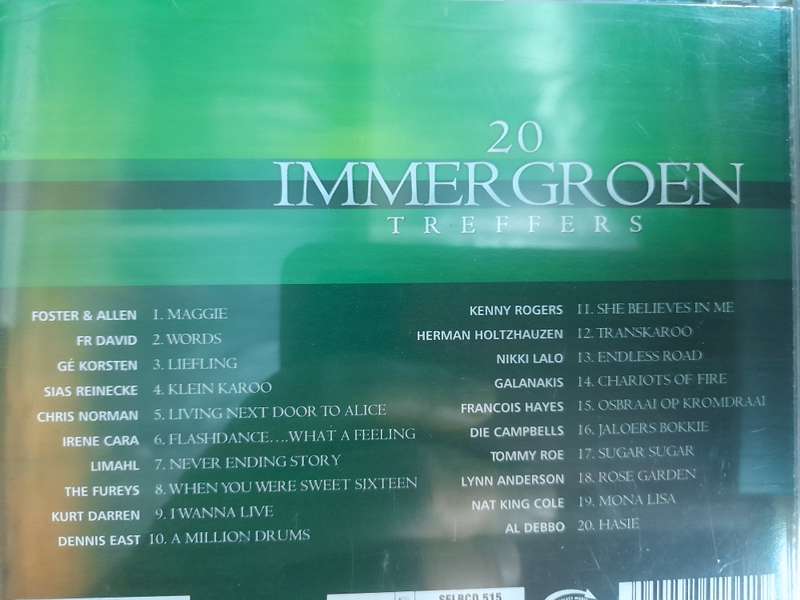 20
IMMERGROEN
TREFFERS
FOSTER & ALLEN 1. MAGGIE
FR DAVID 2. WORDS
GÉ KORSTEN 3. LIEFLING
SIAS REINECKE 4. KLEIN KAROO
CHRIS NORMAN 5. LIVING NEXT DOOR TO ALICE
IRENE CARA 6. FLASHDANCE....WHAT A FEELING
LIMAHL 7. NEVER ENDING STORY
THE FUREYS 8. WHEN YOU WERE SWEET SIXTEEN
KURT DARREN 9. I WANNA LIVE
DENNIS EAST 10. A MILLION DRUMS
KENNY ROGERS 11. SHE BELIEVES IN ME
HERMAN HOLTZHAUZEN 12. TRANSKAROO
NIKKI LALO 13. ENDLESS ROAD
GALANAKIS 14. CHARIOTS OF FIRE
FRANCOIS HAYES 15. OSBRAAI OP KROMDRAAI
DIE CAMPBELLS 16. JALOERS BOKKIE
TOMMY ROE 17. SUGAR SUGAR
LYNN ANDERSON 18. ROSE GARDEN
NAT KING COLE 19. MONA LISA
AL DEBBO 20. HASIE
SELBCD 515